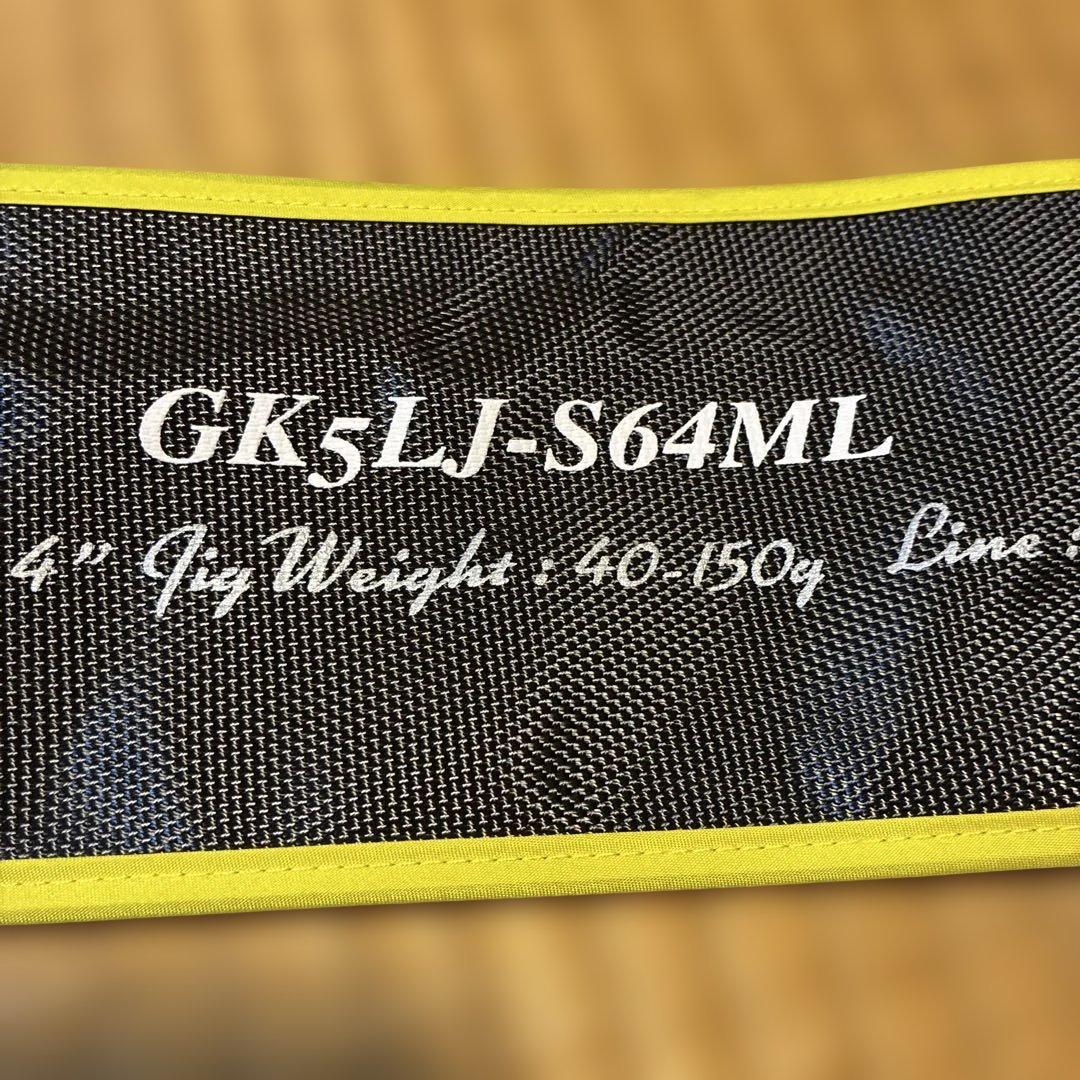 GK5LJ-S64ML
4” Jig Weight : 40-150g Line :